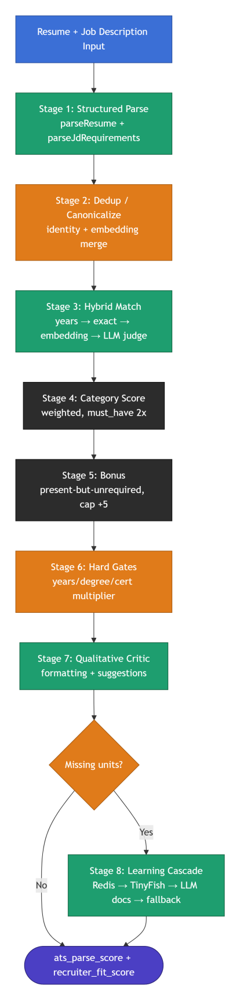 Resume + Job Description
Input
Stage 1: Structured Parse
parseResume +
parseJdRequirements
Stage 2: Dedup /
Canonicalize
identity + embedding
merge
Stage 3: Hybrid Match
years → exact →
embedding → LLM judge
Stage 4: Category Score
weighted, must_have 2x
Stage 5: Bonus
present-but-unrequired,
cap +5
Stage 6: Hard Gates
years/degree/cert
multiplier
Stage 7: Qualitative Critic
formatting + suggestions
Missing units?
Yes
Stage 8: Learning Cascade
Redis → TinyFish → LLM
docs → fallback
No
ats_parse_score +
recruiter_fit_score